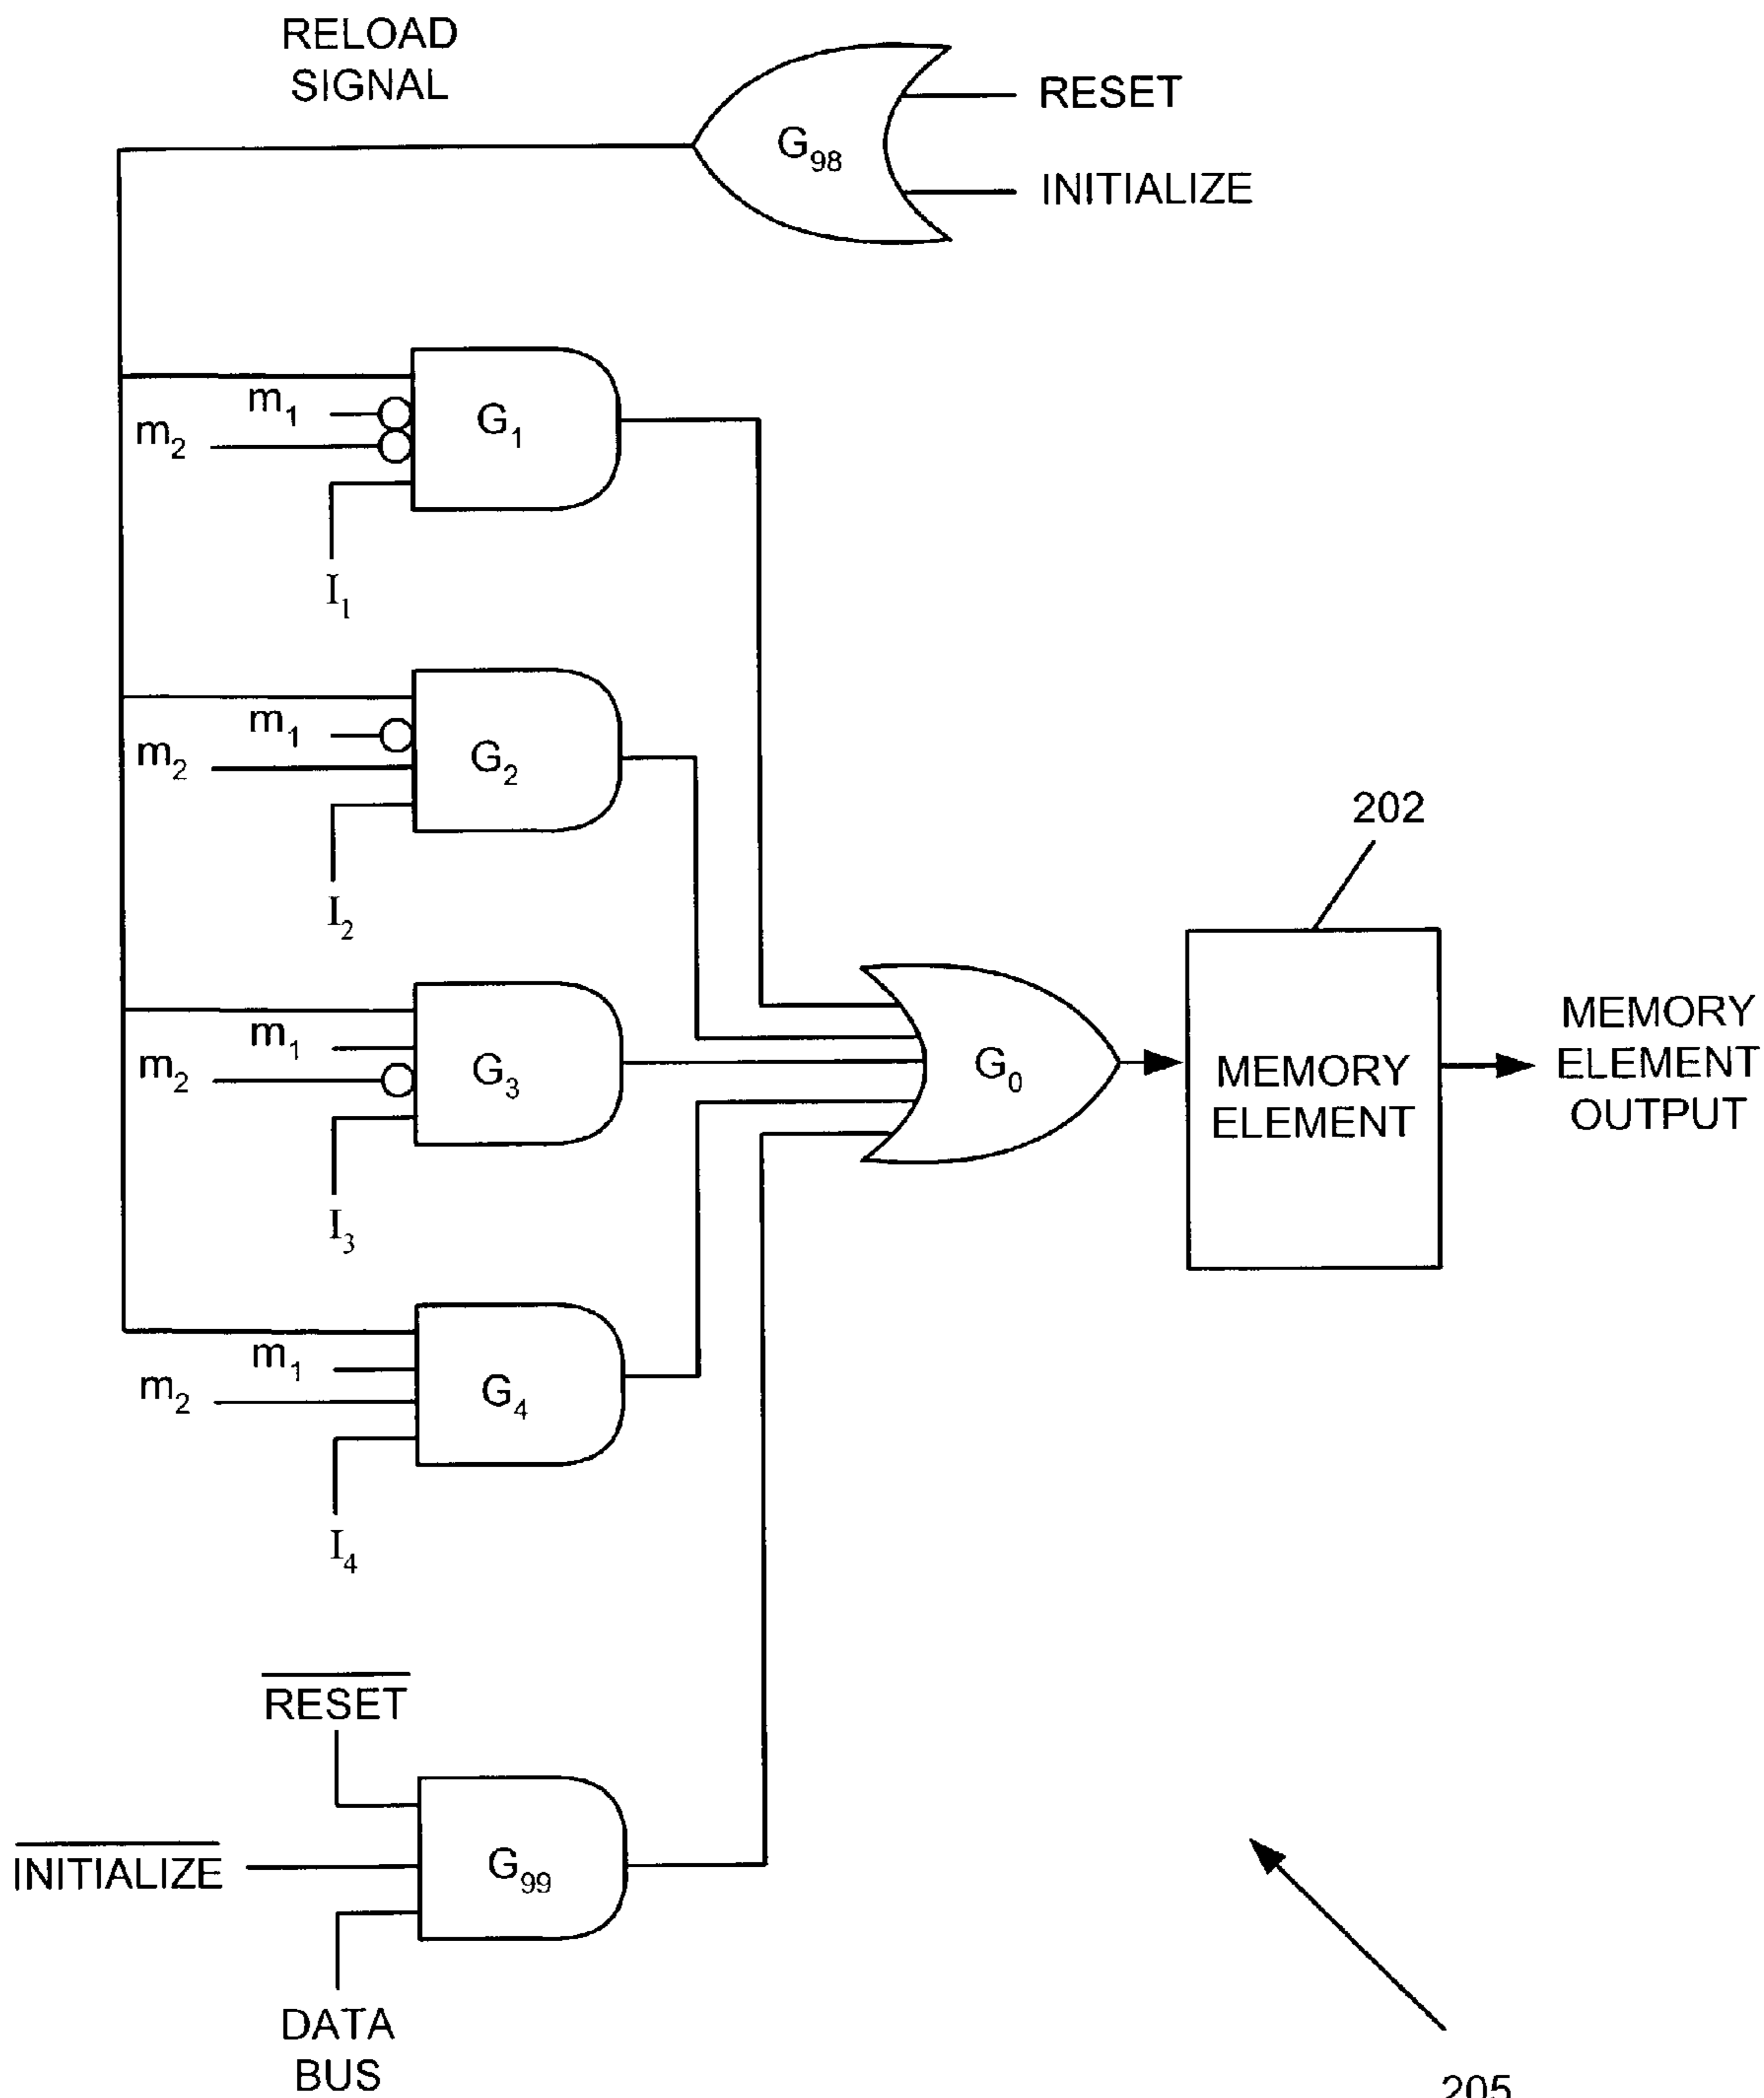 RELOAD
SIGNAL
RESET
G98
INITIALIZE
m1
m2
G1
I1
m1
m2
G2
I2
202
m1
m2
G3
I3
G0
MEMORY
ELEMENT
MEMORY
ELEMENT
OUTPUT
m1
m2
G4
I4
RESET
INITIALIZE
G99
DATA
BUS
205